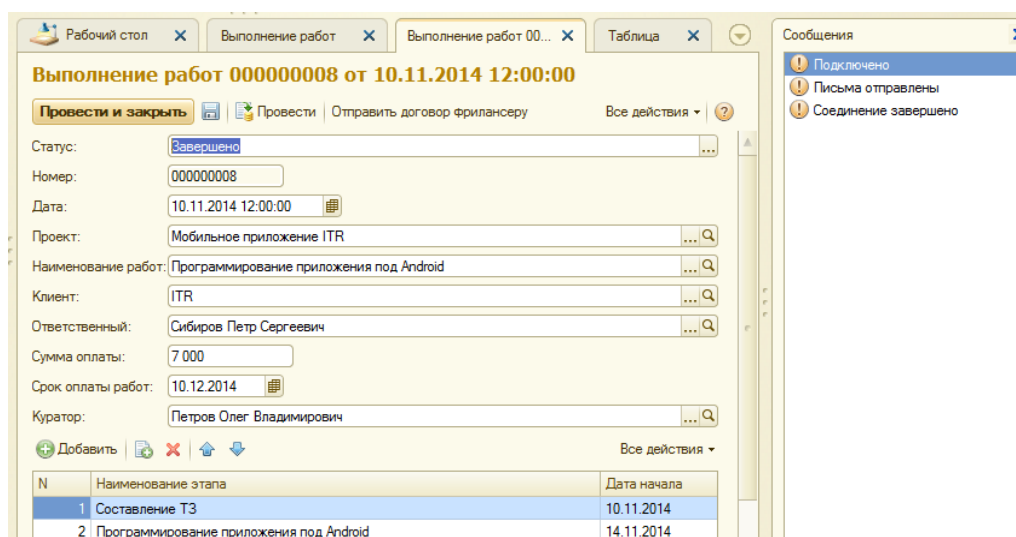 Рабочий стол
Выполнение работ
Выполнение работ 00...
Таблица
Сообщения
Выполнение работ 000000008 от 10.11.2014 12:00:00
Провести и закрыть Провести Отправить договор фрилансеру Все действия
Статус: Завершено
Номер: 000000008
Дата: 10.11.2014 12:00:00
Проект: Мобильное приложение ITR
Наименование работ: Программирование приложения под Android
Клиент: ITR
Ответственный: Сибиров Петр Сергеевич
Сумма оплаты: 7 000
Срок оплаты работ: 10.12.2014
Куратор: Петров Олег Владимирович
Добавить Все действия
N Наименование этапа Дата начала
1 Составление ТЗ 10.11.2014
2 Программирование приложения под Android 14.11.2014
Подключено
Письма отправлены
Соединение завершено